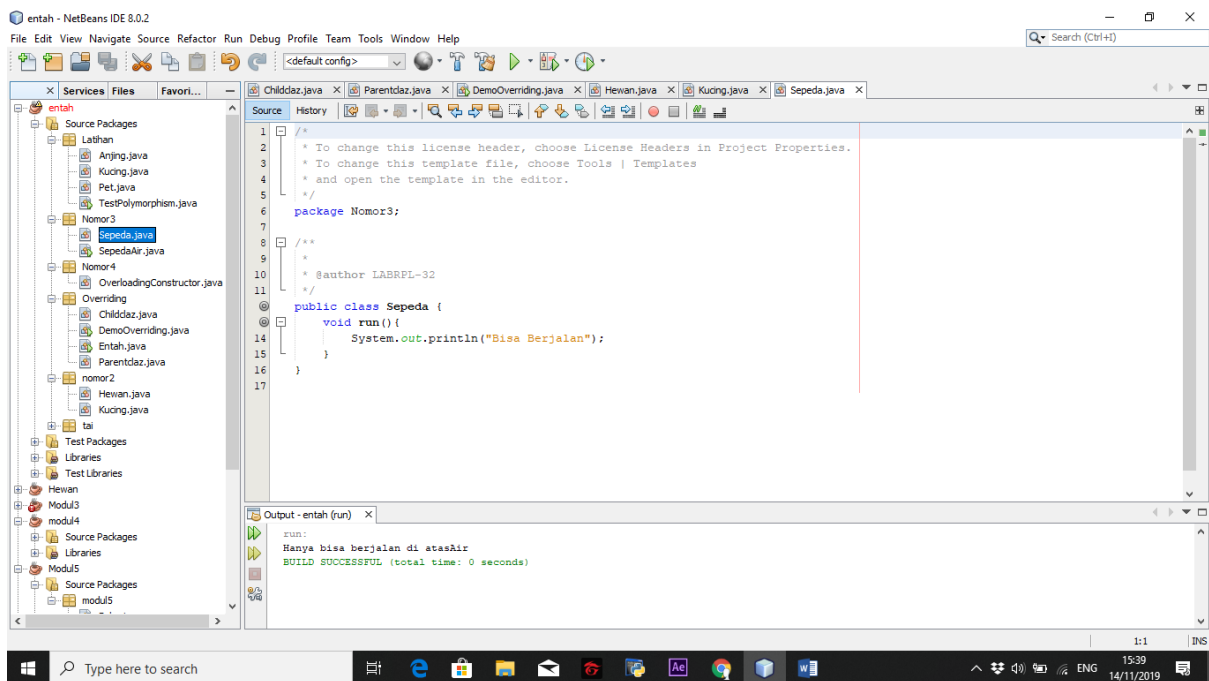 entah - NetBeans IDE 8.0.2
File Edit View Navigate Source Refactor Run Debug Profile Team Tools Window Help
Search (Ctrl+I)
<default config>
Services Files Favori...
Childclaz.java Parentclaz.java DemoOverriding.java Hewan.java Kucing.java Sepeda.java
entah
Source Packages
Latihan
Anjing.java
Kucing.java
Pet.java
TestPolymorphism.java
Nomor3
Sepeda.java
SepedaAir.java
Nomor4
OverloadingConstructor.java
Overriding
Childclaz.java
DemoOverriding.java
Entah.java
Parentclaz.java
nomor2
Hewan.java
Kucing.java
tai
Test Packages
Libraries
Test Libraries
Hewan
Modul3
modul4
Source Packages
Libraries
Modul5
Source Packages
modul5
Source History
1 /*
2 * To change this license header, choose License Headers in Project Properties.
3 * To change this template file, choose Tools | Templates
4 * and open the template in the editor.
5 */
6 package Nomor3;
7
8 /**
9 *
10 * @author LABRPL-32
11 */
public class Sepeda {
void run(){
14 System.out.println("Bisa Berjalan");
15 }
16 }
17
Output - entah (run)
run:
Hanya bisa berjalan di atasAir
BUILD SUCCESSFUL (total time: 0 seconds)
1:1 INS
Type here to search
Ae
ENG
15:39
14/11/2019